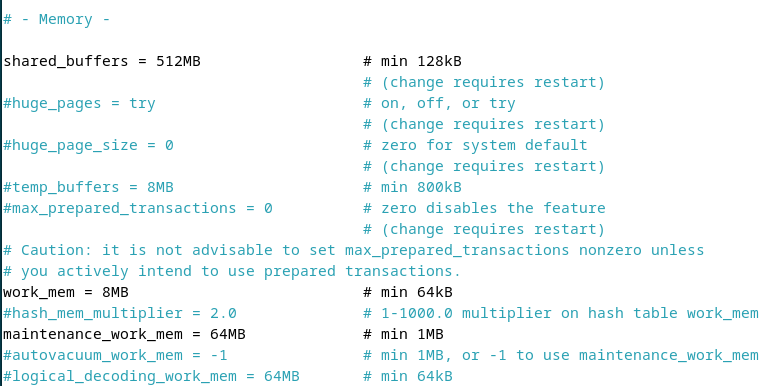 # - Memory -
shared_buffers = 512MB                  # min 128kB
                                        # (change requires restart)
#huge_pages = try                       # on, off, or try
                                        # (change requires restart)
#huge_page_size = 0                     # zero for system default
                                        # (change requires restart)
#temp_buffers = 8MB                     # min 800kB
#max_prepared_transactions = 0          # zero disables the feature
                                        # (change requires restart)
# Caution: it is not advisable to set max_prepared_transactions nonzero unless
# you actively intend to use prepared transactions.
work_mem = 8MB                          # min 64kB
#hash_mem_multiplier = 2.0              # 1-1000.0 multiplier on hash table work_mem
maintenance_work_mem = 64MB             # min 1MB
#autovacuum_work_mem = -1               # min 1MB, or -1 to use maintenance_work_mem
#logical_decoding_work_mem = 64MB       # min 64kB